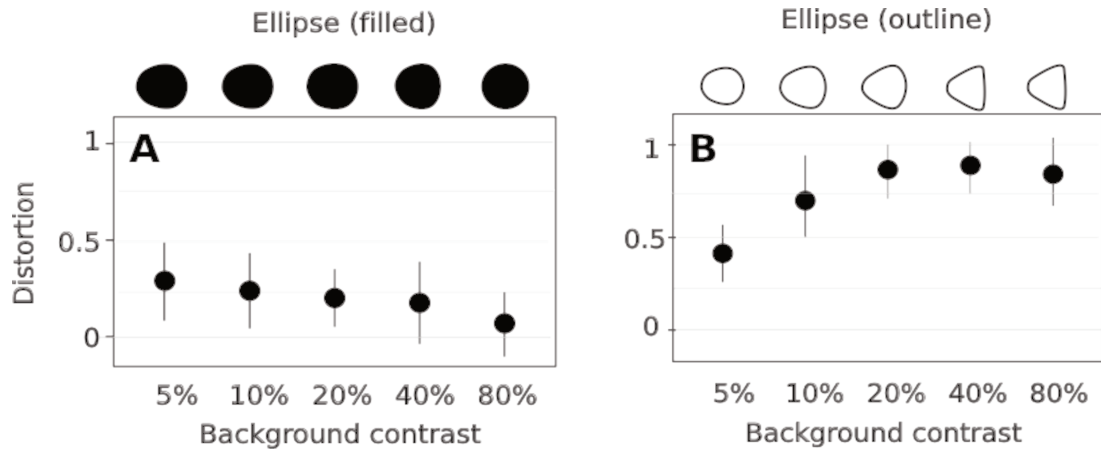 Ellipse (filled)
A
1
0.5
0
Distortion
5% 10% 20% 40% 80%
Background contrast
Ellipse (outline)
B
1
0.5
0
5% 10% 20% 40% 80%
Background contrast